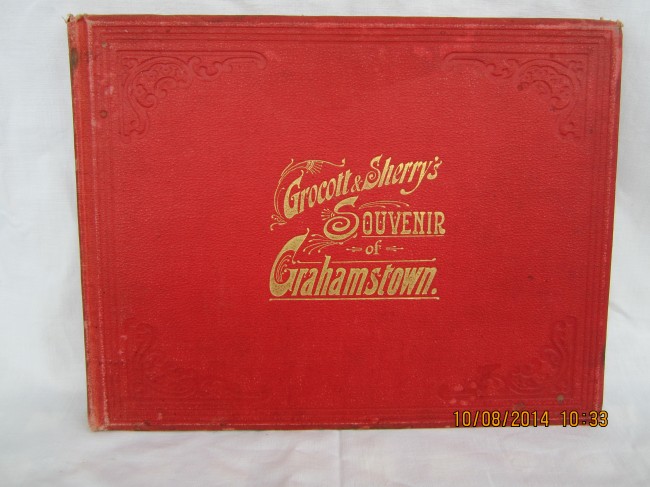 Grocott & Sherry's
SOUVENIR
of
Grahamstown.
10/08/2014 10:33